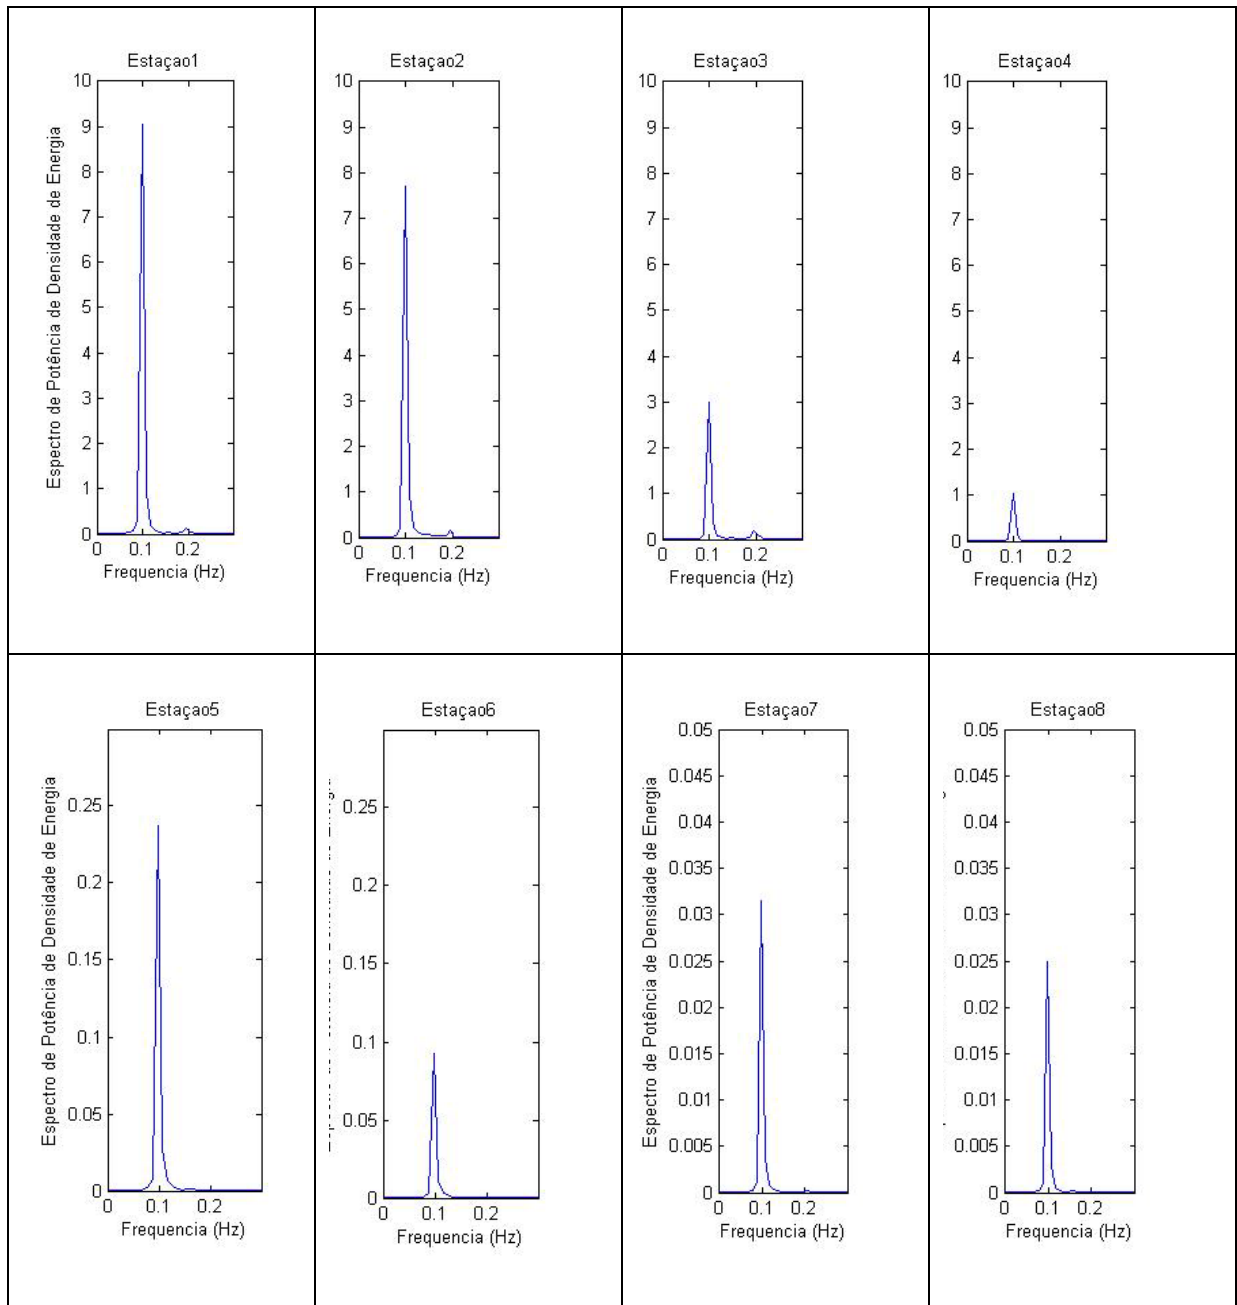 Estaçao1
Espectro de Potência de Densidade de Energia
10
9
8
7
6
5
4
3
2
1
0
0 0.1 0.2
Frequencia (Hz)
Estaçao2
10
9
8
7
6
5
4
3
2
1
0
0 0.1 0.2
Frequencia (Hz)
Estaçao3
10
9
8
7
6
5
4
3
2
1
0
0 0.1 0.2
Frequencia (Hz)
Estaçao4
10
9
8
7
6
5
4
3
2
1
0
0 0.1 0.2
Frequencia (Hz)
Estaçao5
Espectro de Potência de Densidade de Energia
0.25
0.2
0.15
0.1
0.05
0
0 0.1 0.2
Frequencia (Hz)
Estaçao6
0.25
0.2
0.15
0.1
0.05
0
0 0.1 0.2
Frequencia (Hz)
Estaçao7
Espectro de Potência de Densidade de Energia
0.05
0.045
0.04
0.035
0.03
0.025
0.02
0.015
0.01
0.005
0
0 0.1 0.2
Frequencia (Hz)
Estaçao8
0.05
0.045
0.04
0.035
0.03
0.025
0.02
0.015
0.01
0.005
0
0 0.1 0.2
Frequencia (Hz)